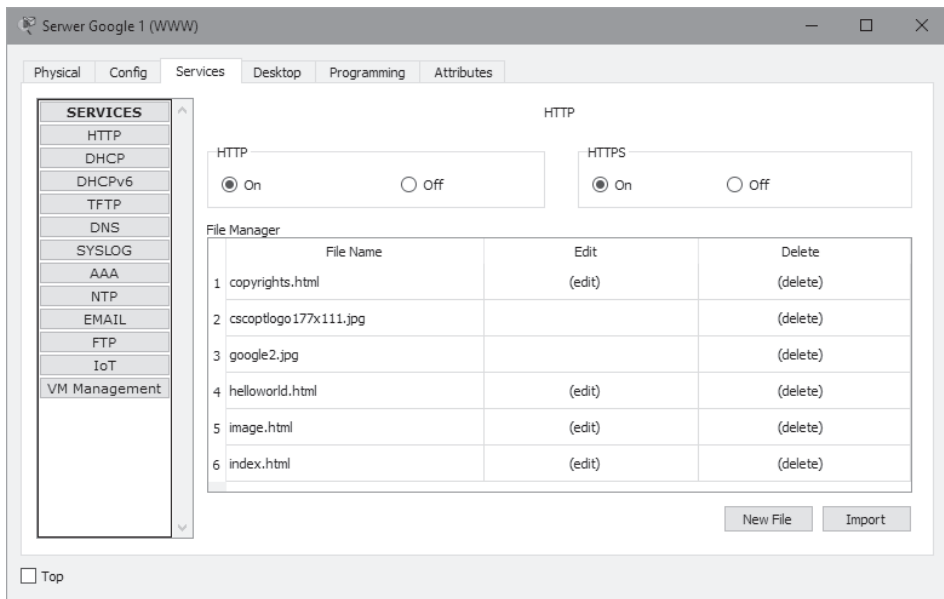 Serwer Google 1 (WWW)
Physical Config Services Desktop Programming Attributes
SERVICES
HTTP
DHCP
DHCPv6
TFTP
DNS
SYSLOG
AAA
NTP
EMAIL
FTP
IoT
VM Management
HTTP
HTTP
On Off
HTTPS
On Off
File Manager
File Name Edit Delete
1 copyrights.html (edit) (delete)
2 cscoptlogo177x111.jpg (delete)
3 google2.jpg (delete)
4 helloworld.html (edit) (delete)
5 image.html (edit) (delete)
6 index.html (edit) (delete)
New File Import
Top